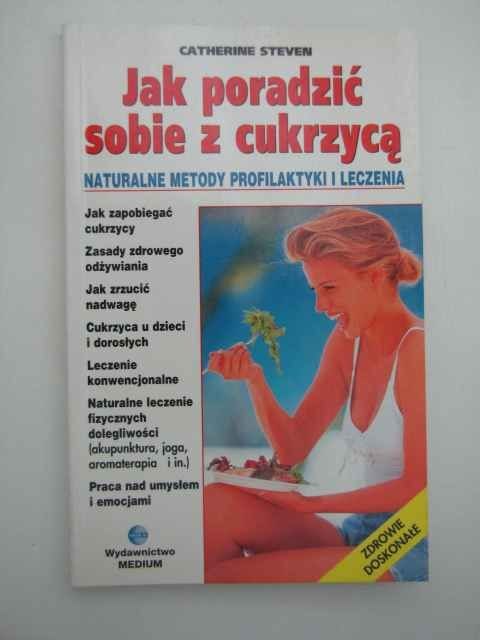 CATHERINE STEVEN
Jak poradzić
sobie z cukrzycą
NATURALNE METODY PROFILAKTYKI I LECZENIA
Jak zapobiegać
cukrzycy
Zasady zdrowego
odżywiania
Jak zrzucić
nadwagę
Cukrzyca u dzieci
i dorosłych
Leczenie
konwencjonalne
Naturalne leczenie
fizycznych
dolegliwości
(akupunktura, joga,
aromaterapia i in.)
Praca nad umysłem
i emocjami
Wydawnictwo
MEDIUM
ZDROWIE
DOSKONAŁE